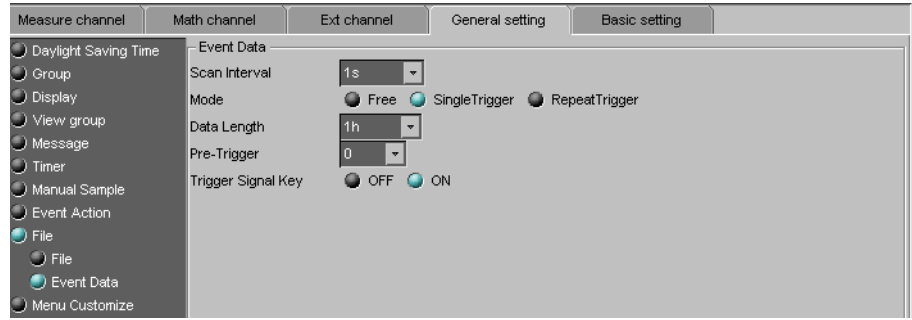 Measure channel Math channel Ext channel General setting Basic setting
Daylight Saving Time
Group
Display
View group
Message
Timer
Manual Sample
Event Action
File
File
Event Data
Menu Customize
Event Data
Scan Interval 1s
Mode Free SingleTrigger RepeatTrigger
Data Length 1h
Pre-Trigger 0
Trigger Signal Key OFF ON